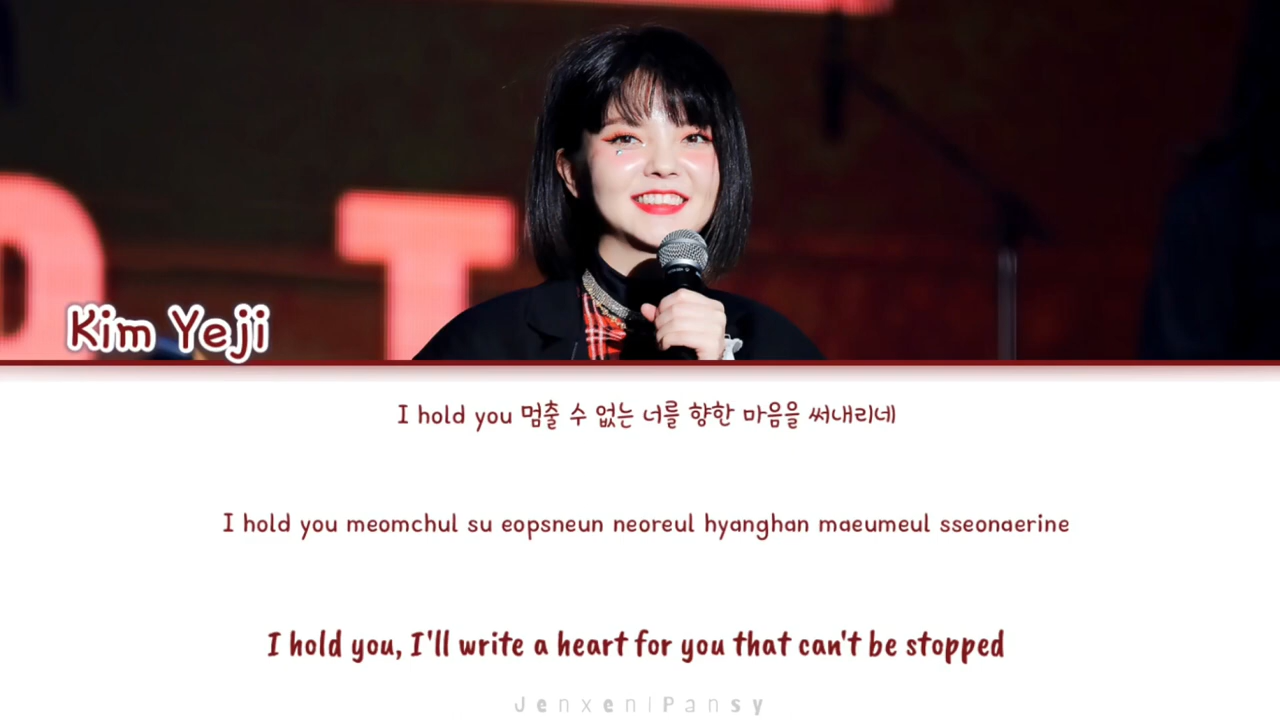 Kim Yeji
I hold you 멈출 수 없는 너를 향한 마음을 써내리네
I hold you meomchul su eopsneun neoreul hyanghan maeumeul sseonaerine
I hold you, I'll write a heart for you that can't be stopped
Jenxen|Pansy